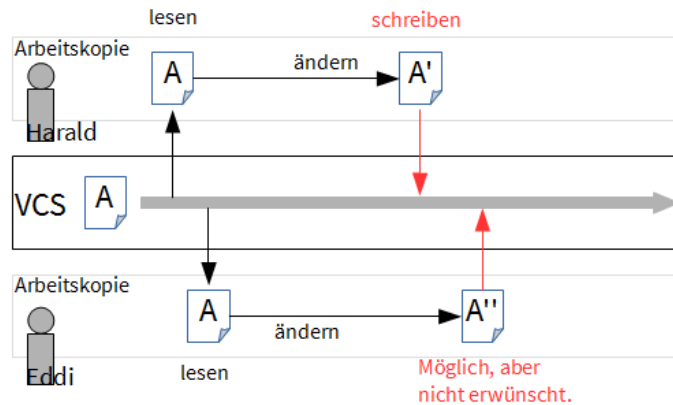 lesen
schreiben
Arbeitskopie
A
ändern
A'
Harald
VCS
A
Arbeitskopie
A
ändern
A''
Eddi
lesen
Möglich, aber
nicht erwünscht.